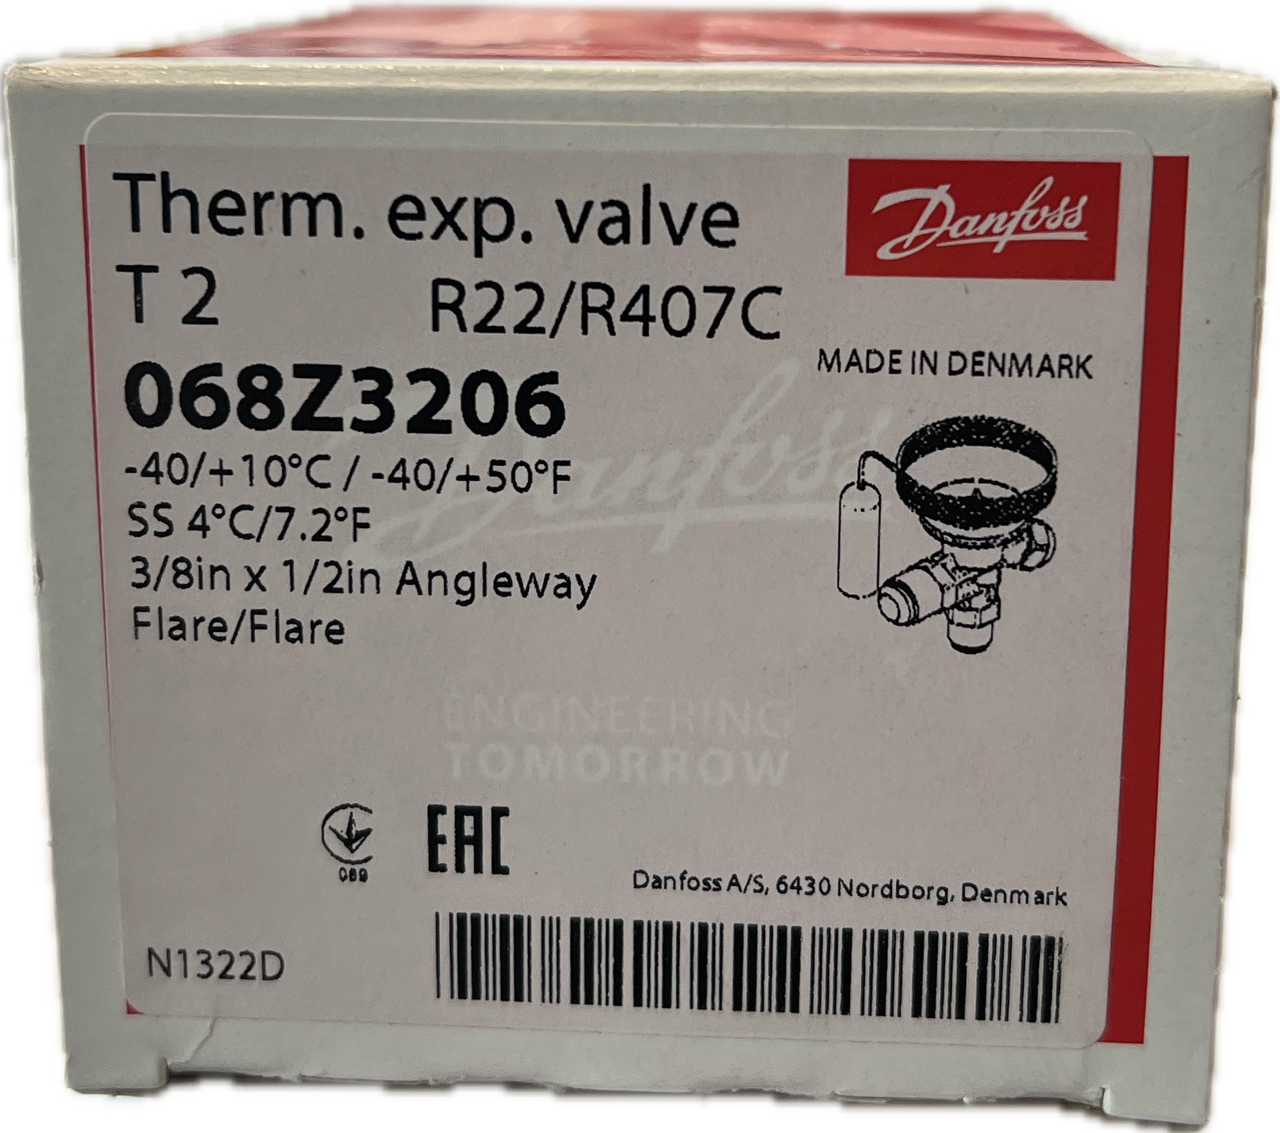 Therm. exp. valve
Danfoss
T 2 R22/R407C
MADE IN DENMARK
068Z3206
-40/+10°C / -40/+50°F
SS 4°C/7.2°F
3/8in x 1/2in Angleway
Flare/Flare
Danfoss
ENGINEERING
TOMORROW
089
EAC
Danfoss A/S, 6430 Nordborg, Denmark
N1322D